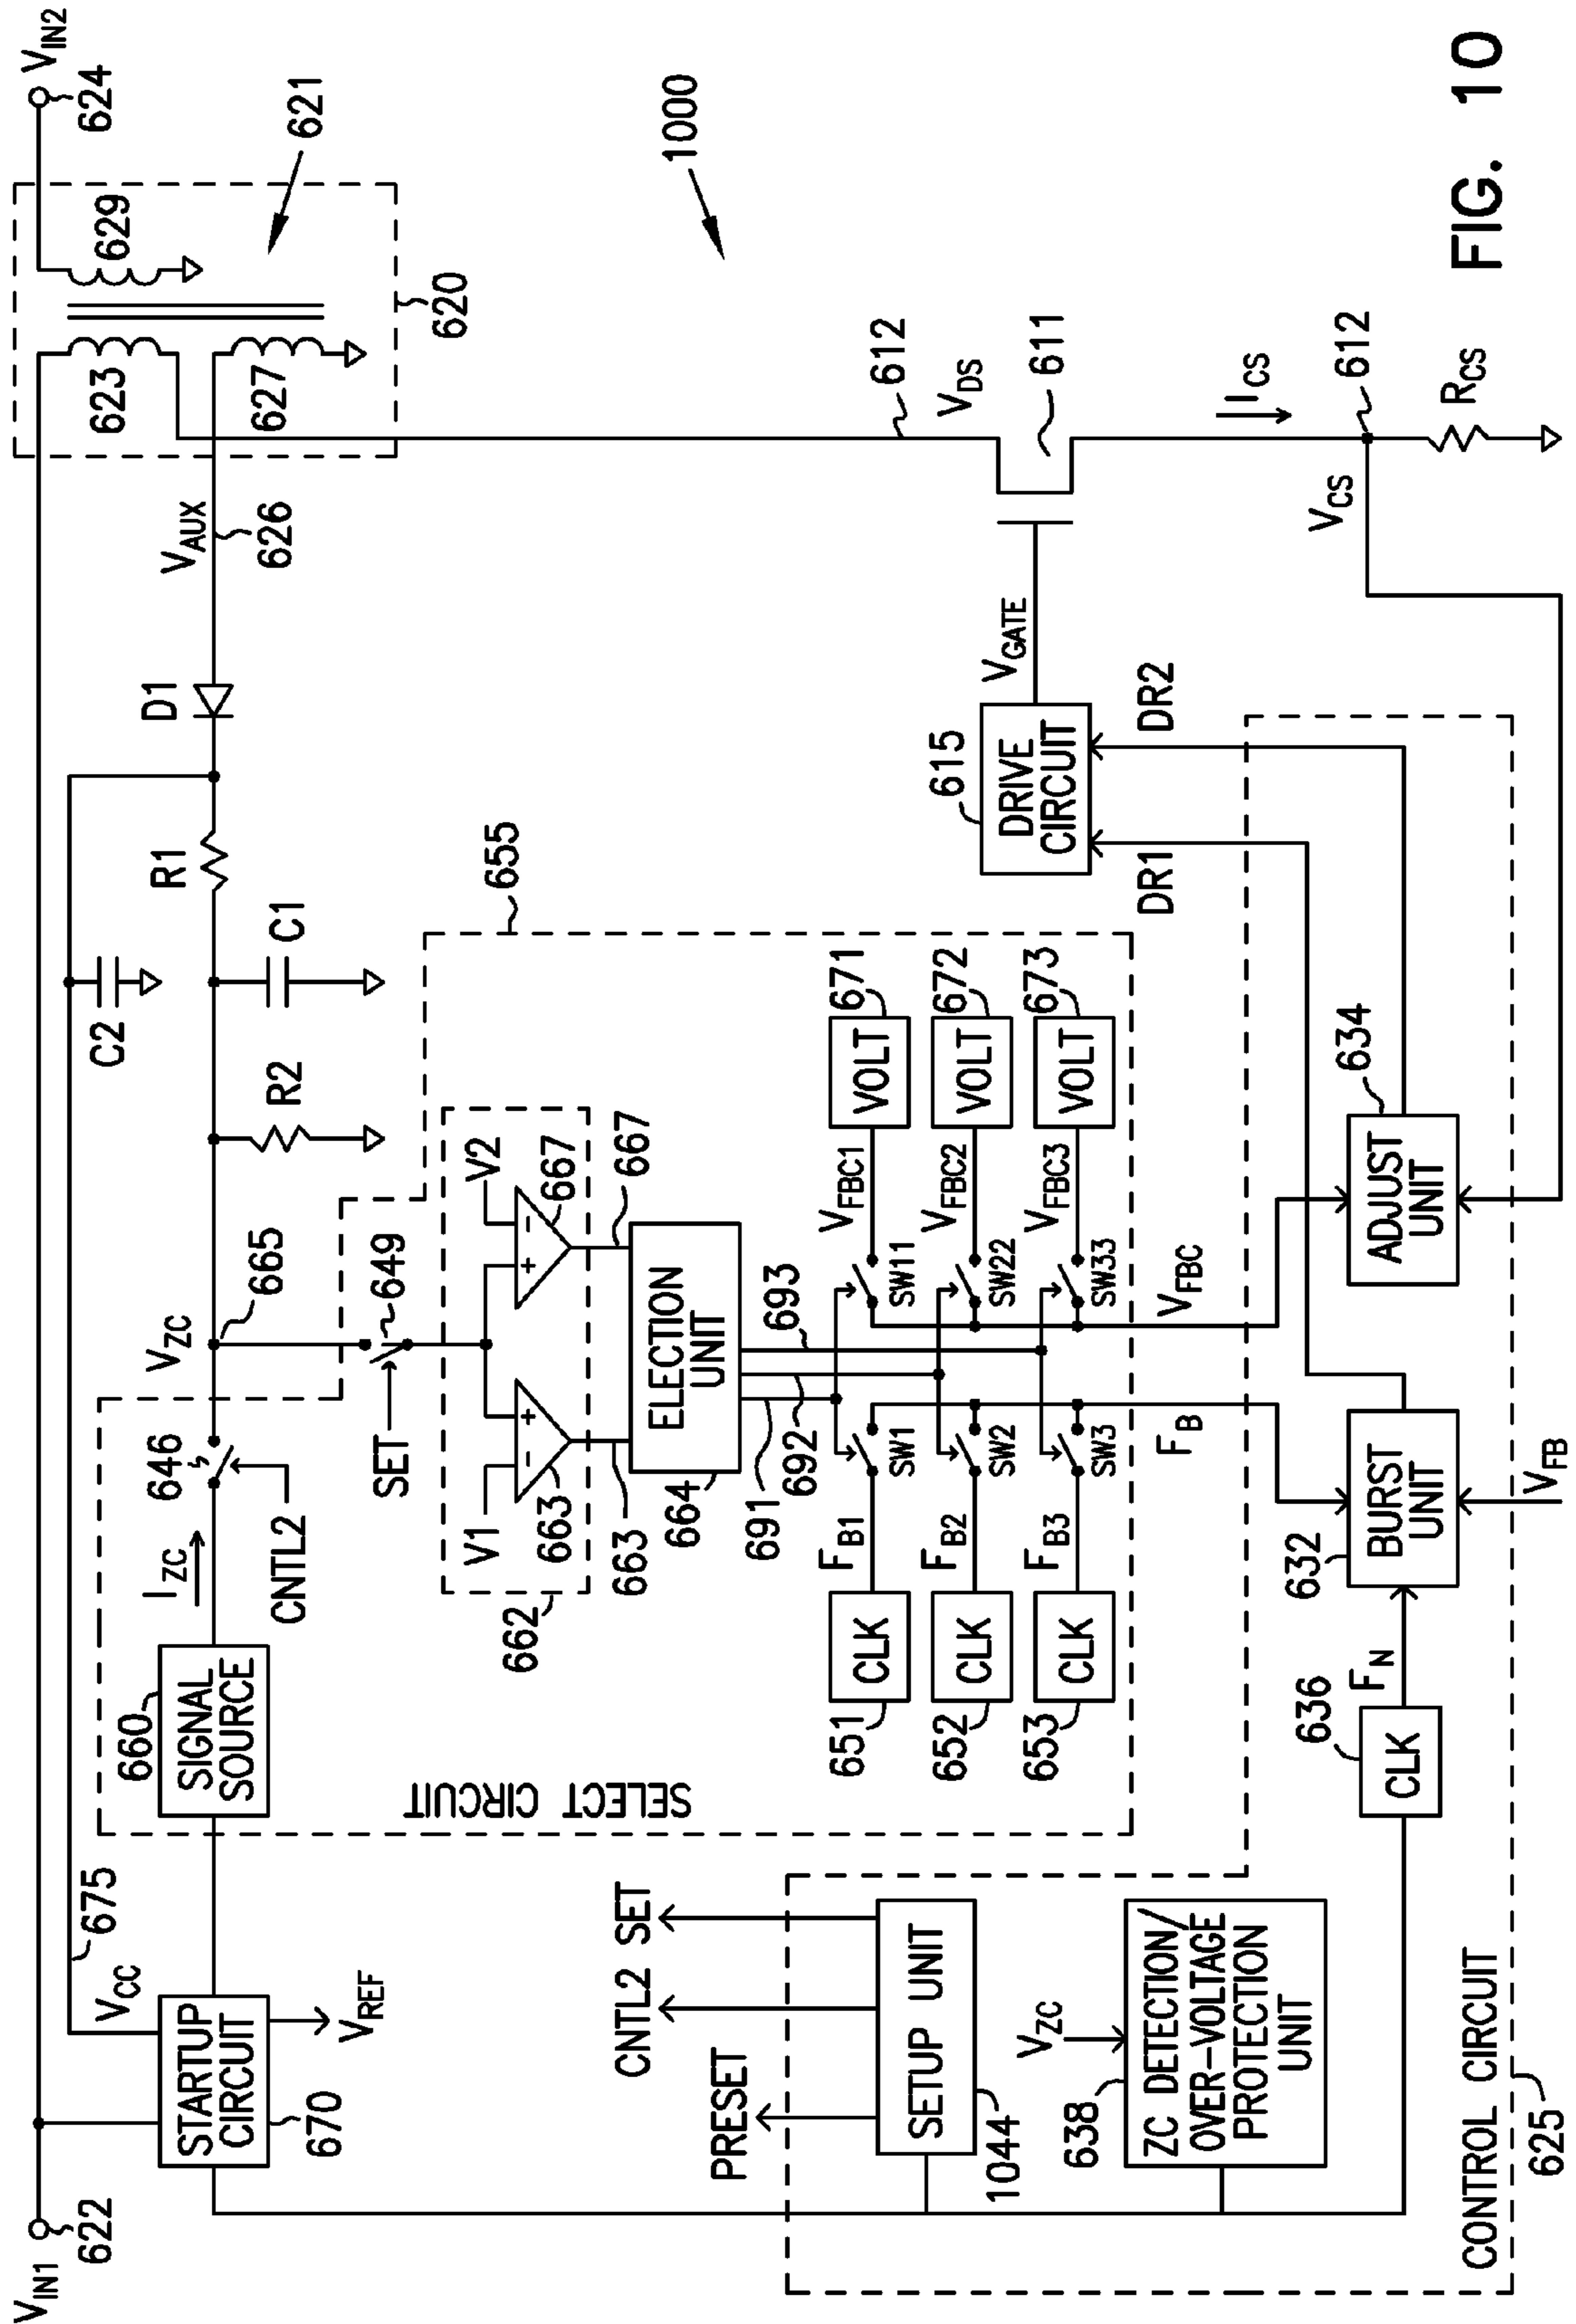 V_IN1
622
V_IN2
624
621
629
623
627
620
1000
FIG. 10
STARTUP
CIRCUIT
670
V_CC
675
V_REF
SIGNAL
SOURCE
660
I_ZC
646
CNTL2
V_ZC
665
649
SET
C2
R2
C1
R1
D1
V_AUX
626
655
SELECT CIRCUIT
V1
V2
663
667
662
663
667
ELECTION
UNIT
664
691
692
693
CLK
651
F_B1
SW1
SW11
V_FBC1
VOLT
671
CLK
652
F_B2
SW2
SW22
V_FBC2
VOLT
672
CLK
653
F_B3
SW3
SW33
V_FBC3
VOLT
673
F_B
V_FBC
612
V_DS
611
I_CS
612
R_CS
V_CS
V_GATE
DRIVE
CIRCUIT
615
DR1
DR2
PRESET
CNTL2
SET
SETUP UNIT
1044
V_ZC
ZC DETECTION/
OVER-VOLTAGE
PROTECTION
UNIT
638
CLK
636
F_N
BURST
UNIT
632
V_FB
ADJUST
UNIT
634
CONTROL CIRCUIT
625